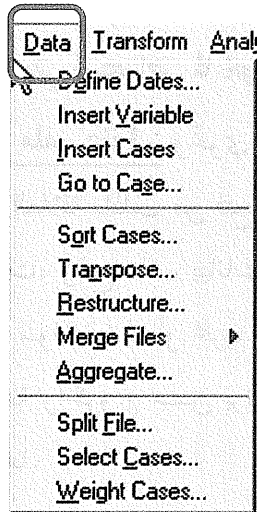 Data Transform Analy
Define Dates...
Insert Variable
Insert Cases
Go to Case...
Sort Cases...
Transpose...
Restructure...
Merge Files
Aggregate...
Split File...
Select Cases...
Weight Cases...